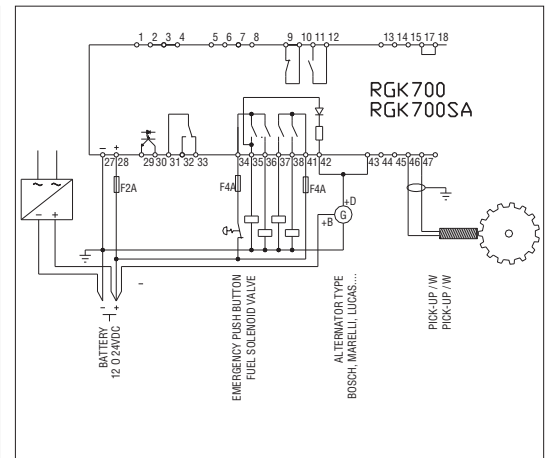 1 2 3 4 5 6 7 8 9 10 11 12 13 14 15 17 18
RGK700
RGK700SA
– +
27 28 29 30 31 32 33 34 35 36 37 38 41 42 43 44 45 46 47
F2A
F4A
F4A
~ ~
– +
+D
+B
G
–
– +
BATTERY
12 O 24VDC
EMERGENCY PUSH BUTTON
FUEL SOLENOID VALVE
ALTERNATOR TYPE
BOSCH, MARELLI, LUCAS....
PICK-UP / W
PICK-UP / W